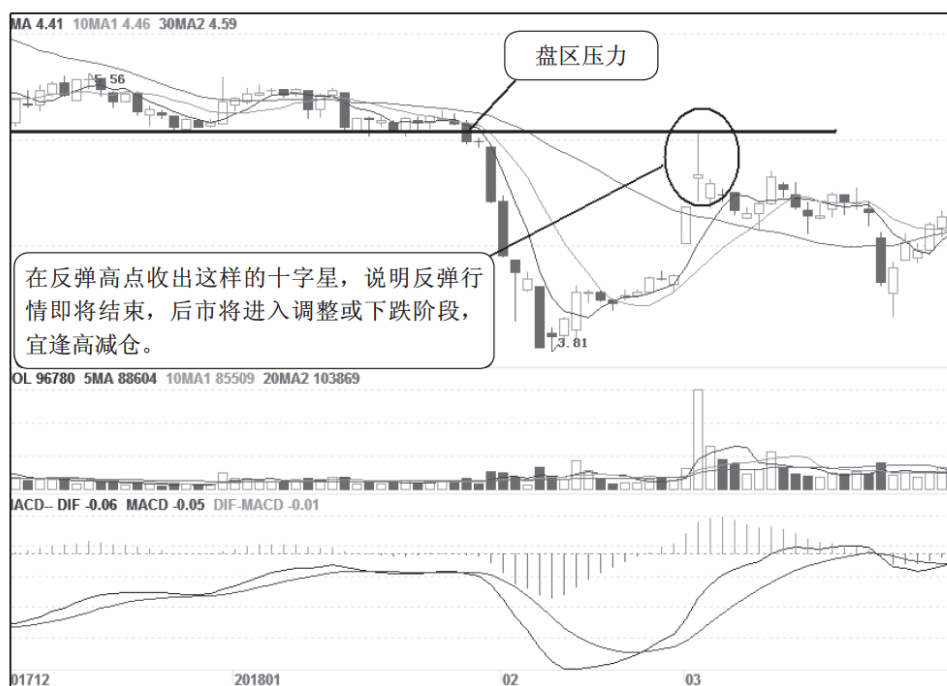 MA 4.41 10MA1 4.46 30MA2 4.59
盘区压力
5.56
在反弹高点收出这样的十字星，说明反弹行
情即将结束，后市将进入调整或下跌阶段，
宜逢高减仓。
3.81
OL 96780 5MA 88604 10MA1 85509 20MA2 103869
IACD-- DIF -0.06 MACD -0.05 DIF-MACD -0.01
01712 201801 02 03